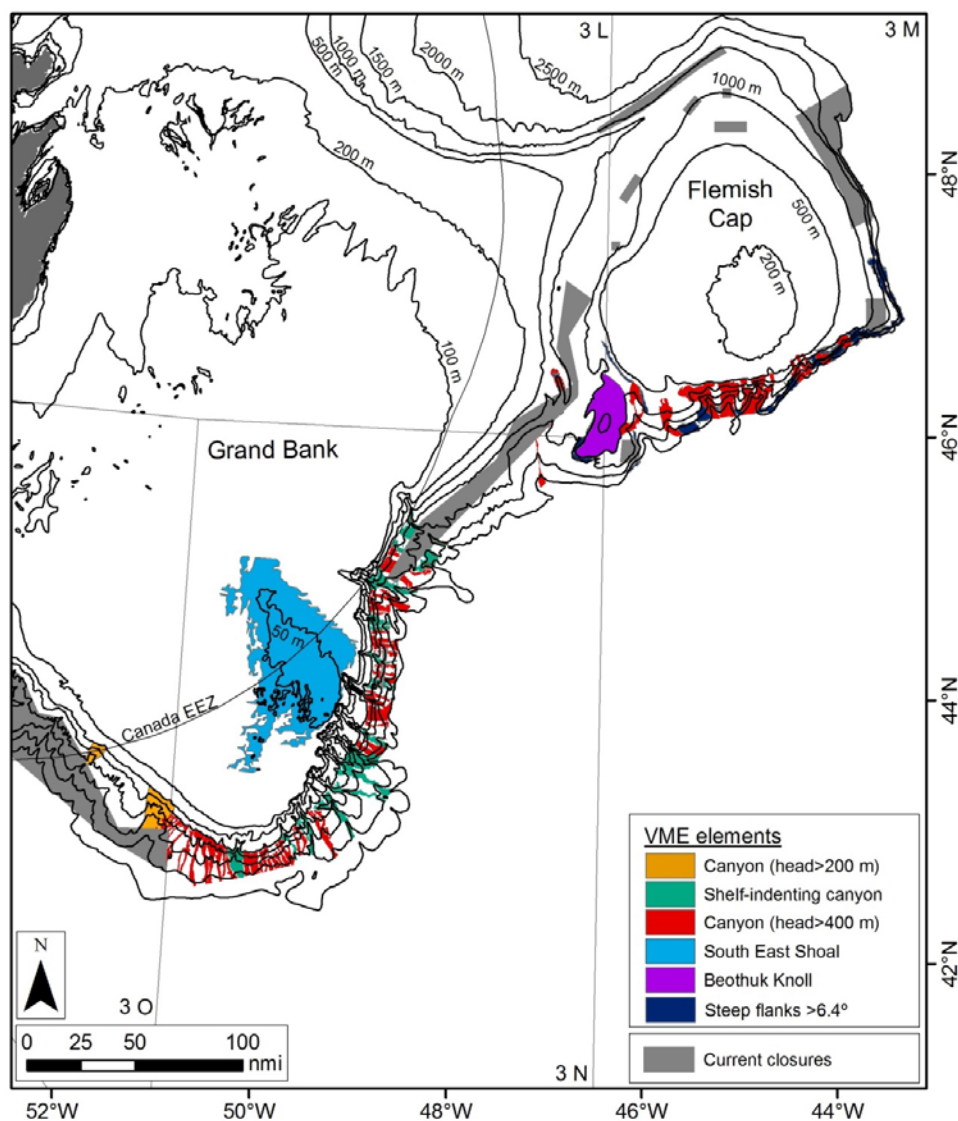 3 L
3 M
500 m
1000 m
1500 m
2000 m
2500 m
1000 m
200 m
48°N
Flemish
Cap
500 m
200 m
100 m
Grand Bank
46°N
50 m
Canada EEZ
44°N
VME elements
Canyon (head>200 m)
Shelf-indenting canyon
Canyon (head>400 m)
South East Shoal
Beothuk Knoll
Steep flanks >6.4º
Current closures
42°N
N
3 O
0 25 50 100
nmi
3 N
52°W 50°W 48°W 46°W 44°W